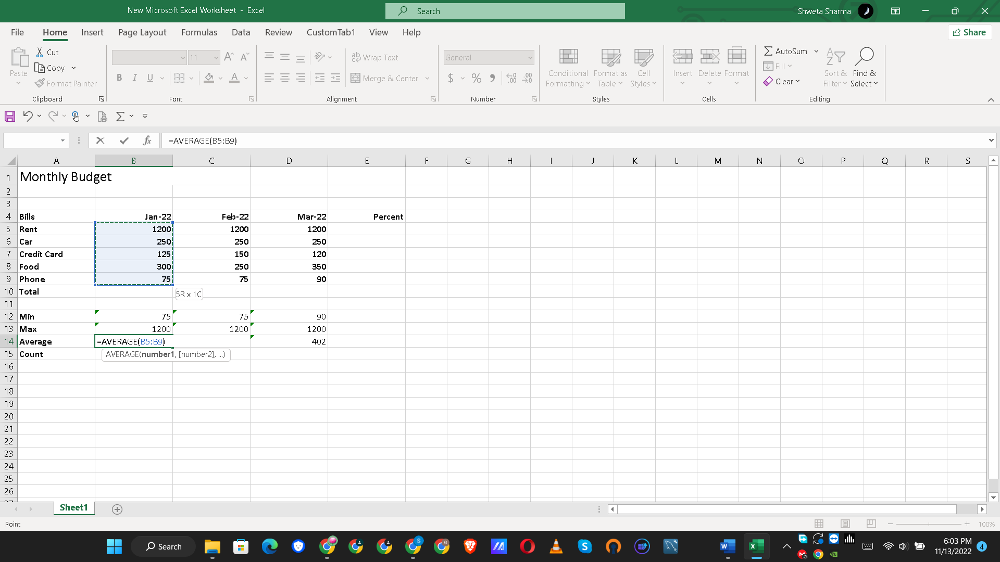 New Microsoft Excel Worksheet - Excel
Search
Shweta Sharma
File Home Insert Page Layout Formulas Data Review CustomTab1 View Help
Share
Paste
Cut
Copy
Format Painter
Clipboard
11
B I U
Font
Wrap Text
Merge & Center
Alignment
General
$ % 9
Number
Conditional Formatting
Format as Table
Cell Styles
Styles
Insert
Delete
Format
Cells
AutoSum
Fill
Clear
Sort & Filter
Find & Select
Editing
=AVERAGE(B5:B9)
A B C D E F G H I J K L M N O P Q R S
1 Monthly Budget
2
3
4 Bills Jan-22 Feb-22 Mar-22 Percent
5 Rent 1200 1200 1200
6 Car 250 250 250
7 Credit Card 125 150 120
8 Food 300 250 350
9 Phone 75 75 90
10 Total
5R x 1C
11
12 Min 75 75 90
13 Max 1200 1200 1200
14 Average =AVERAGE(B5:B9) 402
15 Count
AVERAGE(number1, [number2], ...)
16
17
18
19
20
21
22
23
24
25
26
Sheet1
Point
100%
Search
6:03 PM
11/13/2022
4